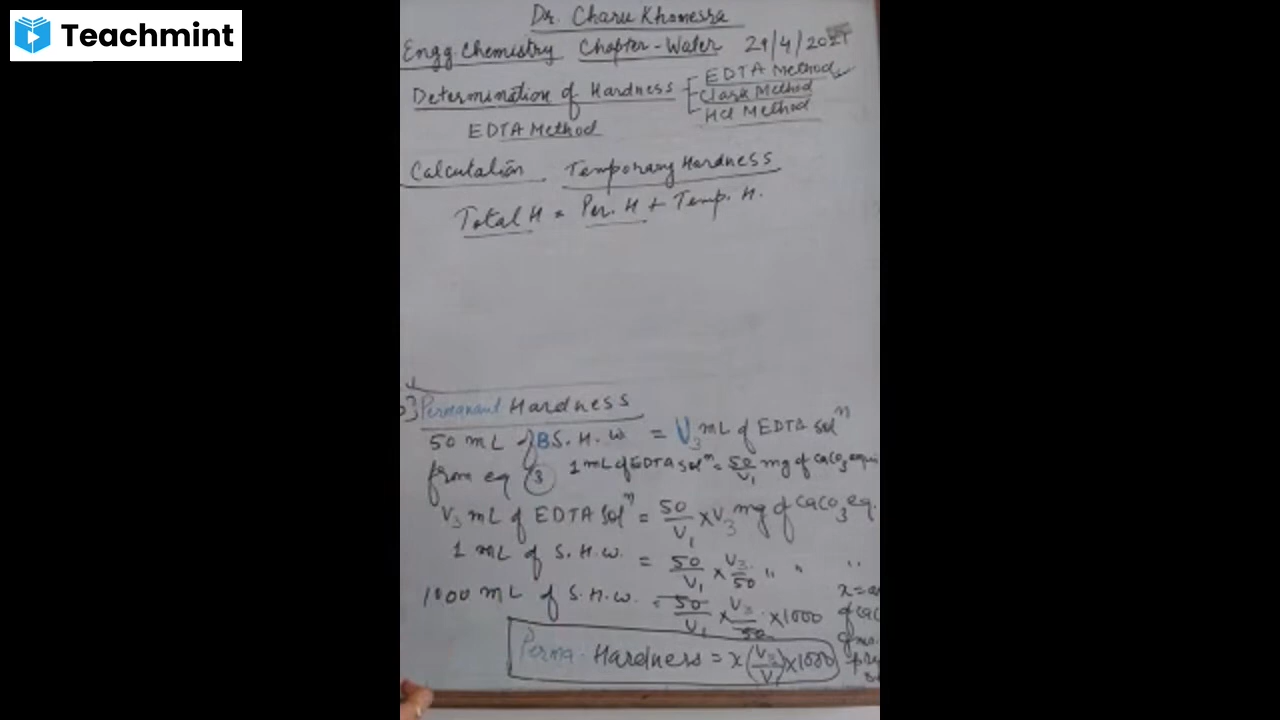 Teachmint
Dr. Charu Khamesra
Engg. Chemistry Chapter-Water 29/4/2021
Determination of Hardness
EDTA Method
Clark Method
Hcl Method
EDTA Method
Calculation Temporary Hardness
Total H = Per. H + Temp. H.
Permanant Hardness
50 mL of B S. H. W. = V3 mL of EDTA solⁿ
from eq 3 1 mL of EDTA solⁿ = 50/V1 mg of CaCO3 equi
V3 mL of EDTA solⁿ = 50/V1 x V3 mg of CaCO3 eq.
1 mL of S. H. W. = 50/V1 x V3/50 " " "
1000 mL of S. H. W. = 50/V1 x V3/50 x 1000
Perma. Hardness = x(V3/V1) x 1000